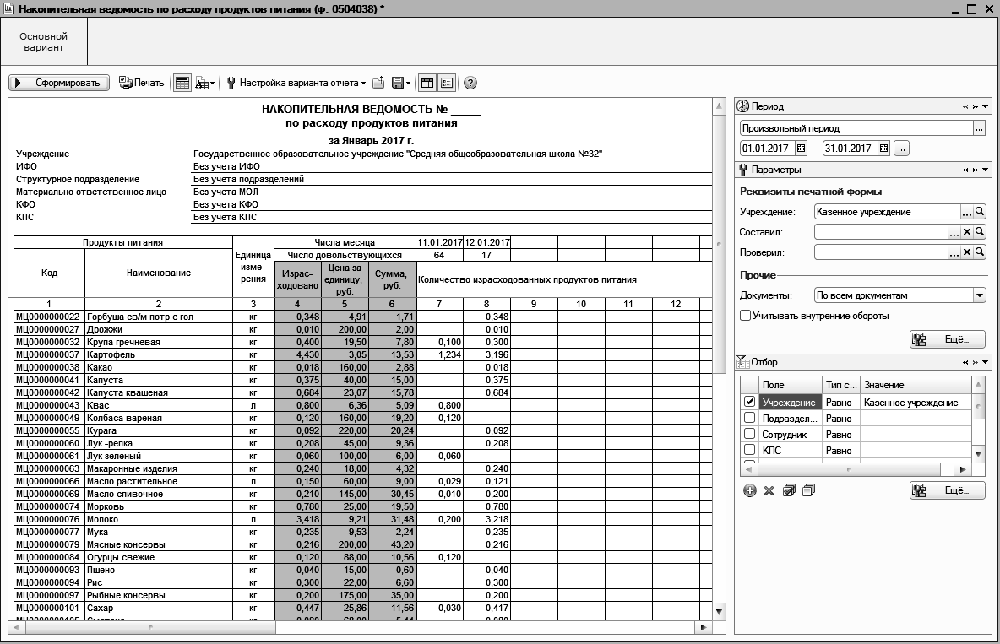 Накопительная ведомость по расходу продуктов питания (ф. 0504038) *
Основной
вариант
Сформировать Печать Настройка варианта отчета
НАКОПИТЕЛЬНАЯ ВЕДОМОСТЬ № _____
по расходу продуктов питания
за Январь 2017 г.
Учреждение Государственное образовательное учреждение "Средняя общеобразовательная школа №32"
ИФО Без учета ИФО
Структурное подразделение Без учета подразделений
Материально ответственное лицо Без учета МОЛ
КФО Без учета КФО
КПС Без учета КПС
Продукты питания Единица изме- рения Числа месяца 11.01.2017 12.01.2017
Число довольствующихся 64 17
Код Наименование Израс- ходовано Цена за единицу, руб. Сумма, руб. Количество израсходованных продуктов питания
1 2 3 4 5 6 7 8 9 10 11 12
МЦ0000000022 Горбуша св/м потр с гол кг 0,348 4,91 1,71 0,348
МЦ0000000027 Дрожжи кг 0,010 200,00 2,00 0,010
МЦ0000000032 Крупа гречневая кг 0,400 19,50 7,80 0,100 0,300
МЦ0000000037 Картофель кг 4,430 3,05 13,53 1,234 3,196
МЦ0000000038 Какао кг 0,018 160,00 2,88 0,018
МЦ0000000041 Капуста кг 0,375 40,00 15,00 0,375
МЦ0000000042 Капуста квашеная кг 0,684 23,07 15,78 0,684
МЦ0000000043 Квас л 0,800 6,36 5,09 0,800
МЦ0000000049 Колбаса вареная кг 0,120 160,00 19,20 0,120
МЦ0000000055 Курага кг 0,092 220,00 20,24 0,092
МЦ0000000060 Лук -репка кг 0,208 45,00 9,36 0,208
МЦ0000000061 Лук зеленый кг 0,060 100,00 6,00 0,060
МЦ0000000063 Макаронные изделия кг 0,240 18,00 4,32 0,240
МЦ0000000066 Масло растительное л 0,150 60,00 9,00 0,029 0,121
МЦ0000000069 Масло сливочное кг 0,210 145,00 30,45 0,010 0,200
МЦ0000000074 Морковь кг 0,780 25,00 19,50 0,780
МЦ0000000076 Молоко л 3,418 9,21 31,48 0,200 3,218
МЦ0000000077 Мука кг 0,235 9,53 2,24 0,235
МЦ0000000079 Мясные консервы кг 0,216 200,00 43,20 0,216
МЦ0000000084 Огурцы свежие кг 0,120 88,00 10,56 0,120
МЦ0000000093 Пшено кг 0,040 15,00 0,60 0,040
МЦ0000000094 Рис кг 0,300 22,00 6,60 0,300
МЦ0000000097 Рыбные консервы кг 0,200 175,00 35,00 0,200
МЦ0000000101 Сахар кг 0,447 25,86 11,56 0,030 0,417
МЦ0000000105 Сметана кг 0,080 68,00 5,44 0,080
Период
Произвольный период ...
01.01.2017 31.01.2017 ...
Параметры
Реквизиты печатной формы
Учреждение: Казенное учреждение ...
Составил: ...
Проверил: ...
Прочие
Документы: По всем документам
Учитывать внутренние обороты
Ещё...
Отбор
Поле Тип с... Значение
Учреждение Равно Казенное учреждение
Подраздел... Равно
Сотрудник Равно
КПС Равно
Ещё...